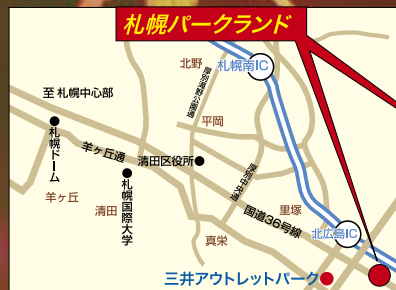 札幌パークランド
北野
札幌南IC
厚別滝野公園通
至 札幌中心部
平岡
札幌ドーム
羊ヶ丘通
清田区役所
厚別中央通
羊ヶ丘
清田
札幌国際大学
国道36号線
里塚
北広島IC
真栄
三井アウトレットパーク